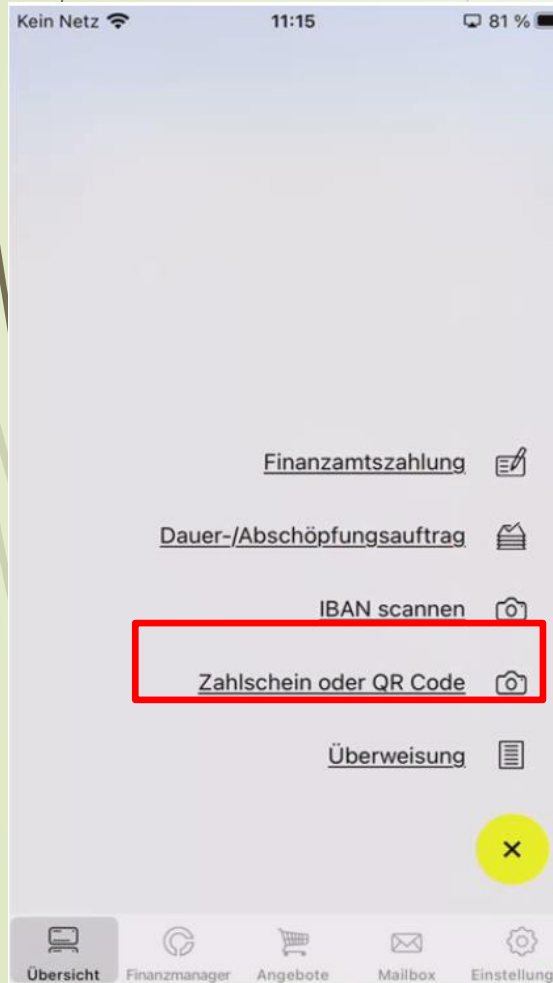 Kein Netz 11:15 81 %
Finanzamtszahlung
Dauer-/Abschöpfungsauftrag
IBAN scannen
Zahlschein oder QR Code
Überweisung
Übersicht Finanzmanager Angebote Mailbox Einstellung